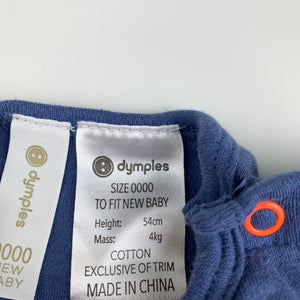 dymples
SIZE 0000
TO FIT NEW BABY
Height: 54cm
Mass: 4kg
COTTON
EXCLUSIVE OF TRIM
MADE IN CHINA
dymples
0000
NEW
BABY